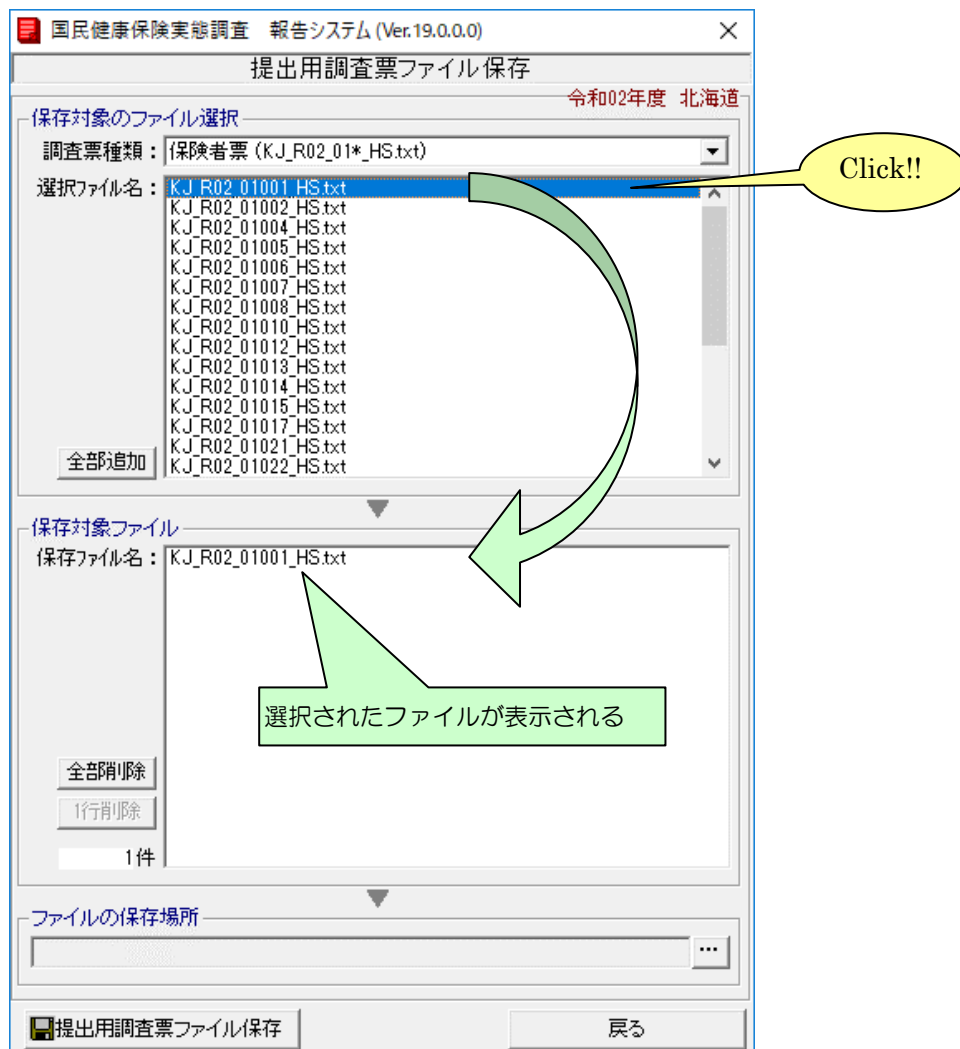 国民健康保険実態調査　報告システム (Ver.19.0.0.0)
提出用調査票ファイル保存
令和02年度 北海道
保存対象のファイル選択
調査票種類： 保険者票 (KJ_R02_01*_HS.txt)
Click!!
選択ファイル名： KJ_R02_01001_HS.txt
KJ_R02_01002_HS.txt
KJ_R02_01004_HS.txt
KJ_R02_01005_HS.txt
KJ_R02_01006_HS.txt
KJ_R02_01007_HS.txt
KJ_R02_01008_HS.txt
KJ_R02_01010_HS.txt
KJ_R02_01012_HS.txt
KJ_R02_01013_HS.txt
KJ_R02_01014_HS.txt
KJ_R02_01015_HS.txt
KJ_R02_01017_HS.txt
KJ_R02_01021_HS.txt
全部追加 KJ_R02_01022_HS.txt
保存対象ファイル
保存ファイル名： KJ_R02_01001_HS.txt
選択されたファイルが表示される
全部削除
1行削除
1件
ファイルの保存場所
...
提出用調査票ファイル保存 戻る